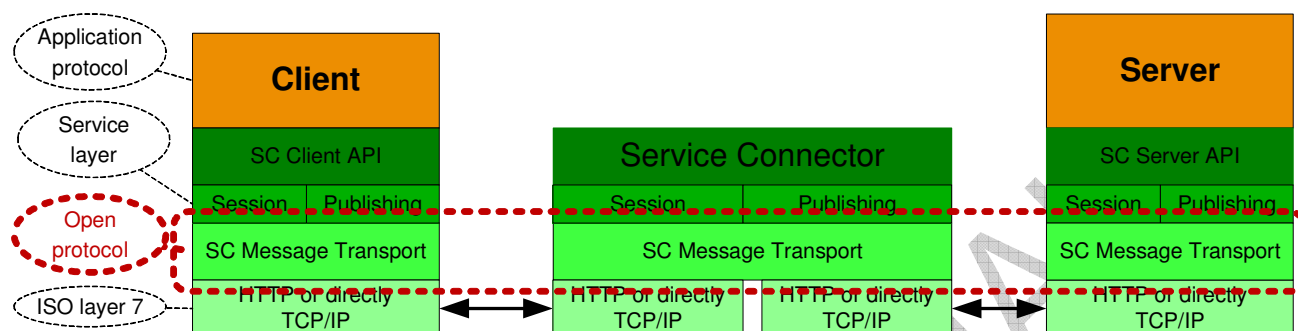 Application
protocol
Service
layer
Open
protocol
ISO layer 7
Client
SC Client API
Session
Publishing
SC Message Transport
HTTP or directly
TCP/IP
Service Connector
Session
Publishing
SC Message Transport
HTTP or directly
TCP/IP
HTTP or directly
TCP/IP
Server
SC Server API
Session
Publishing
SC Message Transport
HTTP or directly
TCP/IP